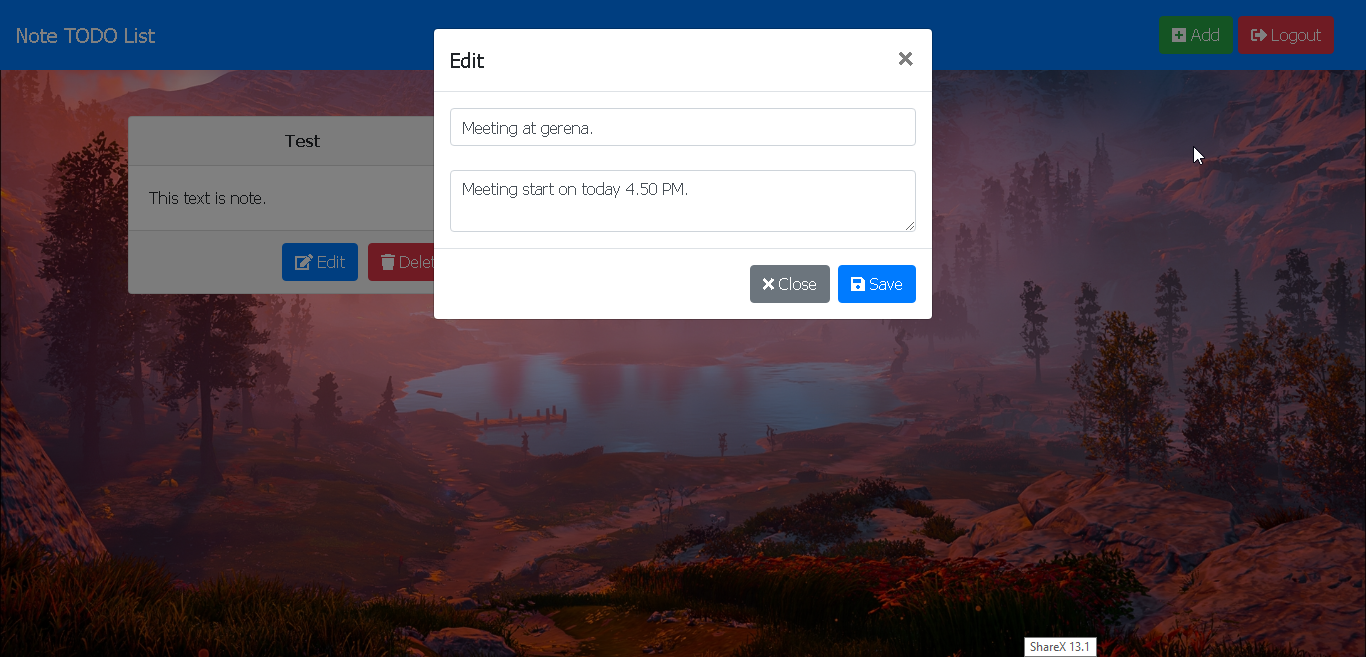 Note TODO List
Add
Logout
Edit
Meeting at gerena.
Meeting start on today 4.50 PM.
Close
Save
Test
This text is note.
Edit
Delet
ShareX 13.1